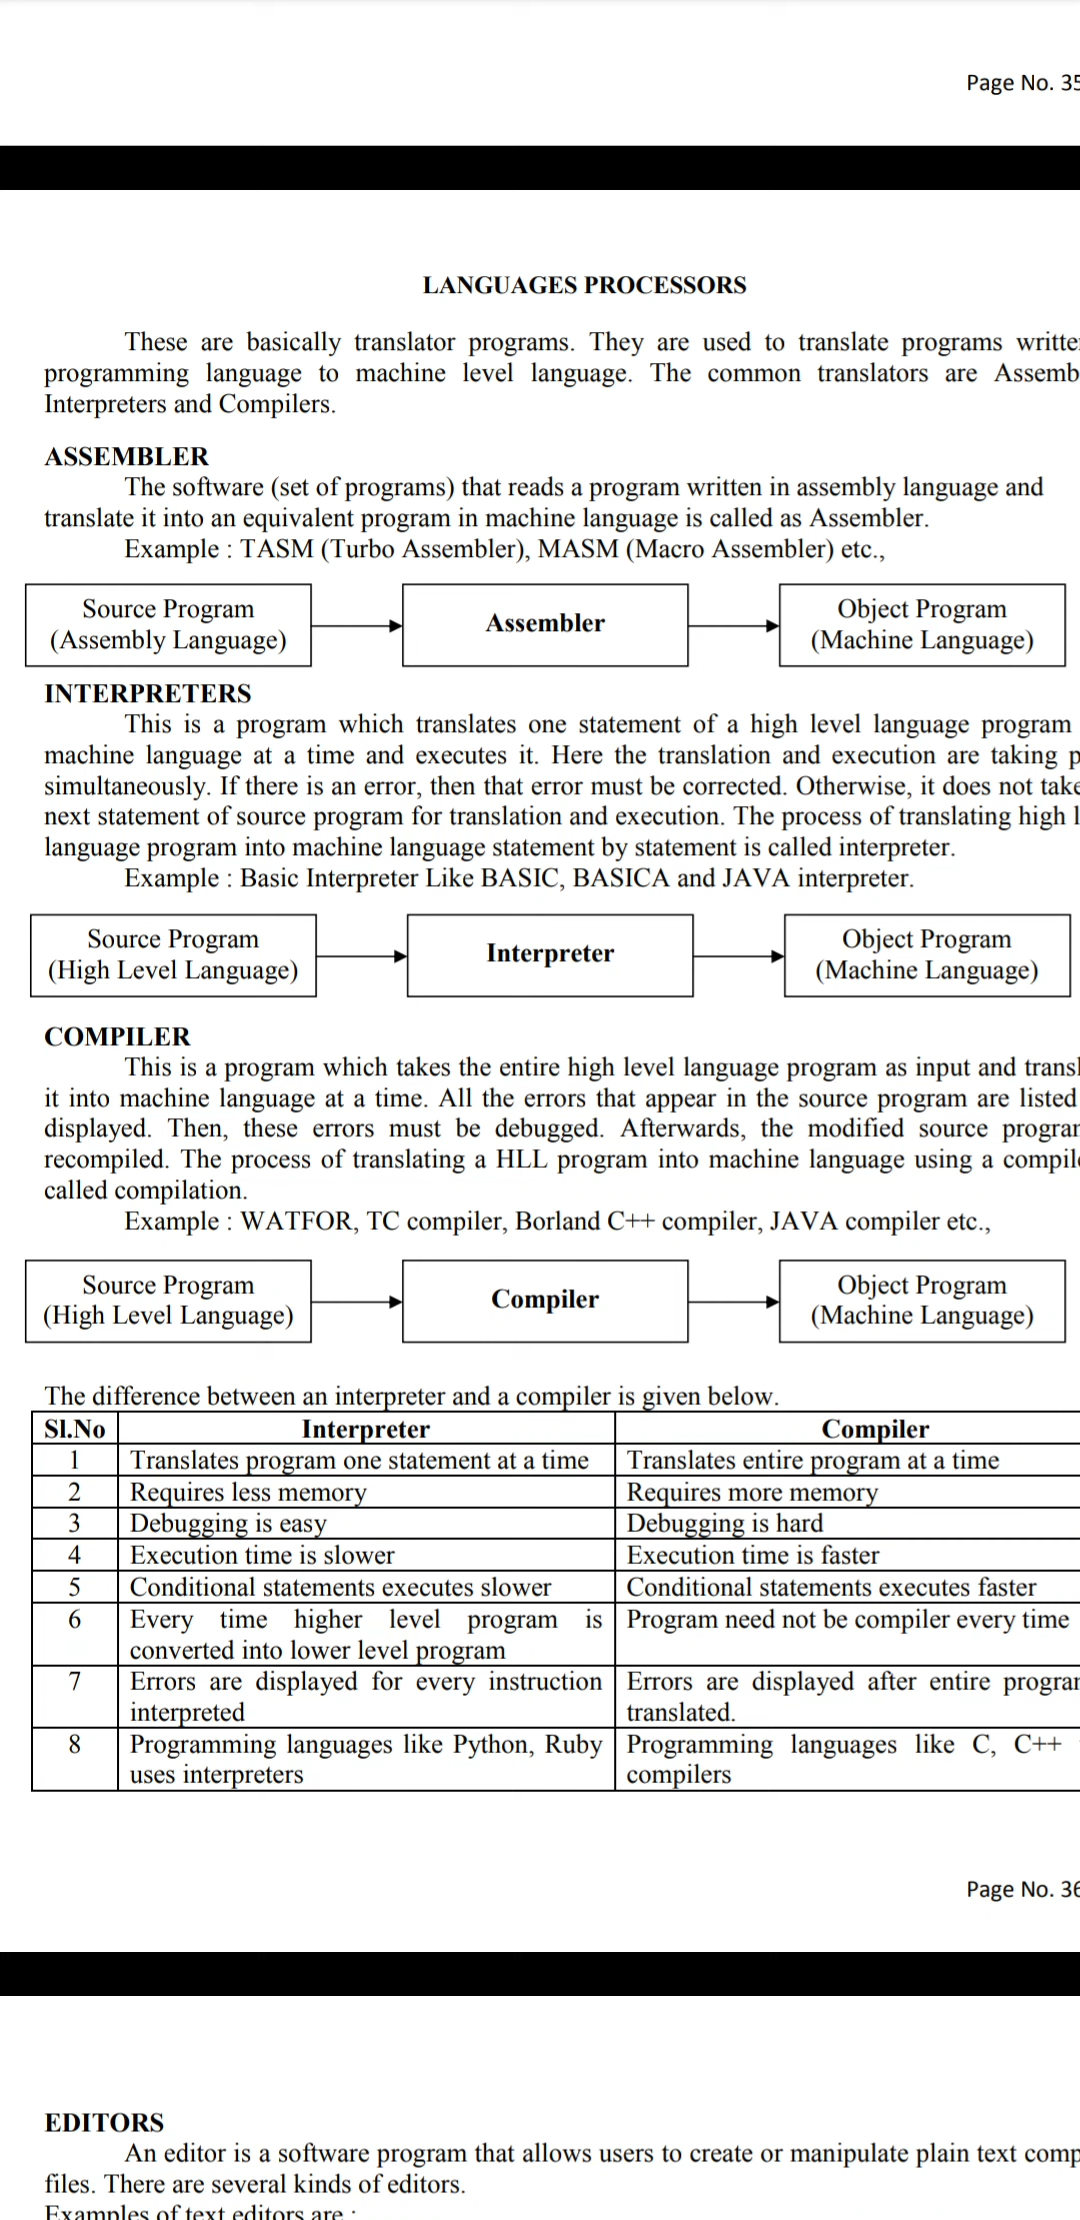 Page No. 35
LANGUAGES PROCESSORS
These are basically translator programs. They are used to translate programs
programming language to machine level language. The common translators are
Interpreters and Compilers.
ASSEMBLER
The software (set of programs) that reads a program written in assembly language and
translate it into an equivalent program in machine language is called as Assembler.
Example : TASM (Turbo Assembler), MASM (Macro Assembler) etc.,
Source Program
(Assembly Language)
Assembler
Object Program
(Machine Language)
INTERPRETERS
This is a program which translates one statement of a high level language program
machine language at a time and executes it. Here the translation and execution are taking
simultaneously. If there is an error, then that error must be corrected. Otherwise, it does not take
next statement of source program for translation and execution. The process of translating high
language program into machine language statement by statement is called interpreter.
Example : Basic Interpreter Like BASIC, BASICA and JAVA interpreter.
Source Program
(High Level Language)
Interpreter
Object Program
(Machine Language)
COMPILER
This is a program which takes the entire high level language program as input and
it into machine language at a time. All the errors that appear in the source program are listed
displayed. Then, these errors must be debugged. Afterwards, the modified source
recompiled. The process of translating a HLL program into machine language using a
called compilation.
Example : WATFOR, TC compiler, Borland C++ compiler, JAVA compiler etc.,
Source Program
(High Level Language)
Compiler
Object Program
(Machine Language)
The difference between an interpreter and a compiler is given below.
Sl.No Interpreter Compiler
1 Translates program one statement at a time Translates entire program at a time
2 Requires less memory Requires more memory
3 Debugging is easy Debugging is hard
4 Execution time is slower Execution time is faster
5 Conditional statements executes slower Conditional statements executes faster
6 Every time higher level program is Program need not be compiler every time
converted into lower level program
7 Errors are displayed for every instruction Errors are displayed after entire
interpreted translated.
8 Programming languages like Python, Ruby Programming languages like C, C++
uses interpreters compilers
Page No. 36
EDITORS
An editor is a software program that allows users to create or manipulate plain text
files. There are several kinds of editors.
Examples of text editors are :